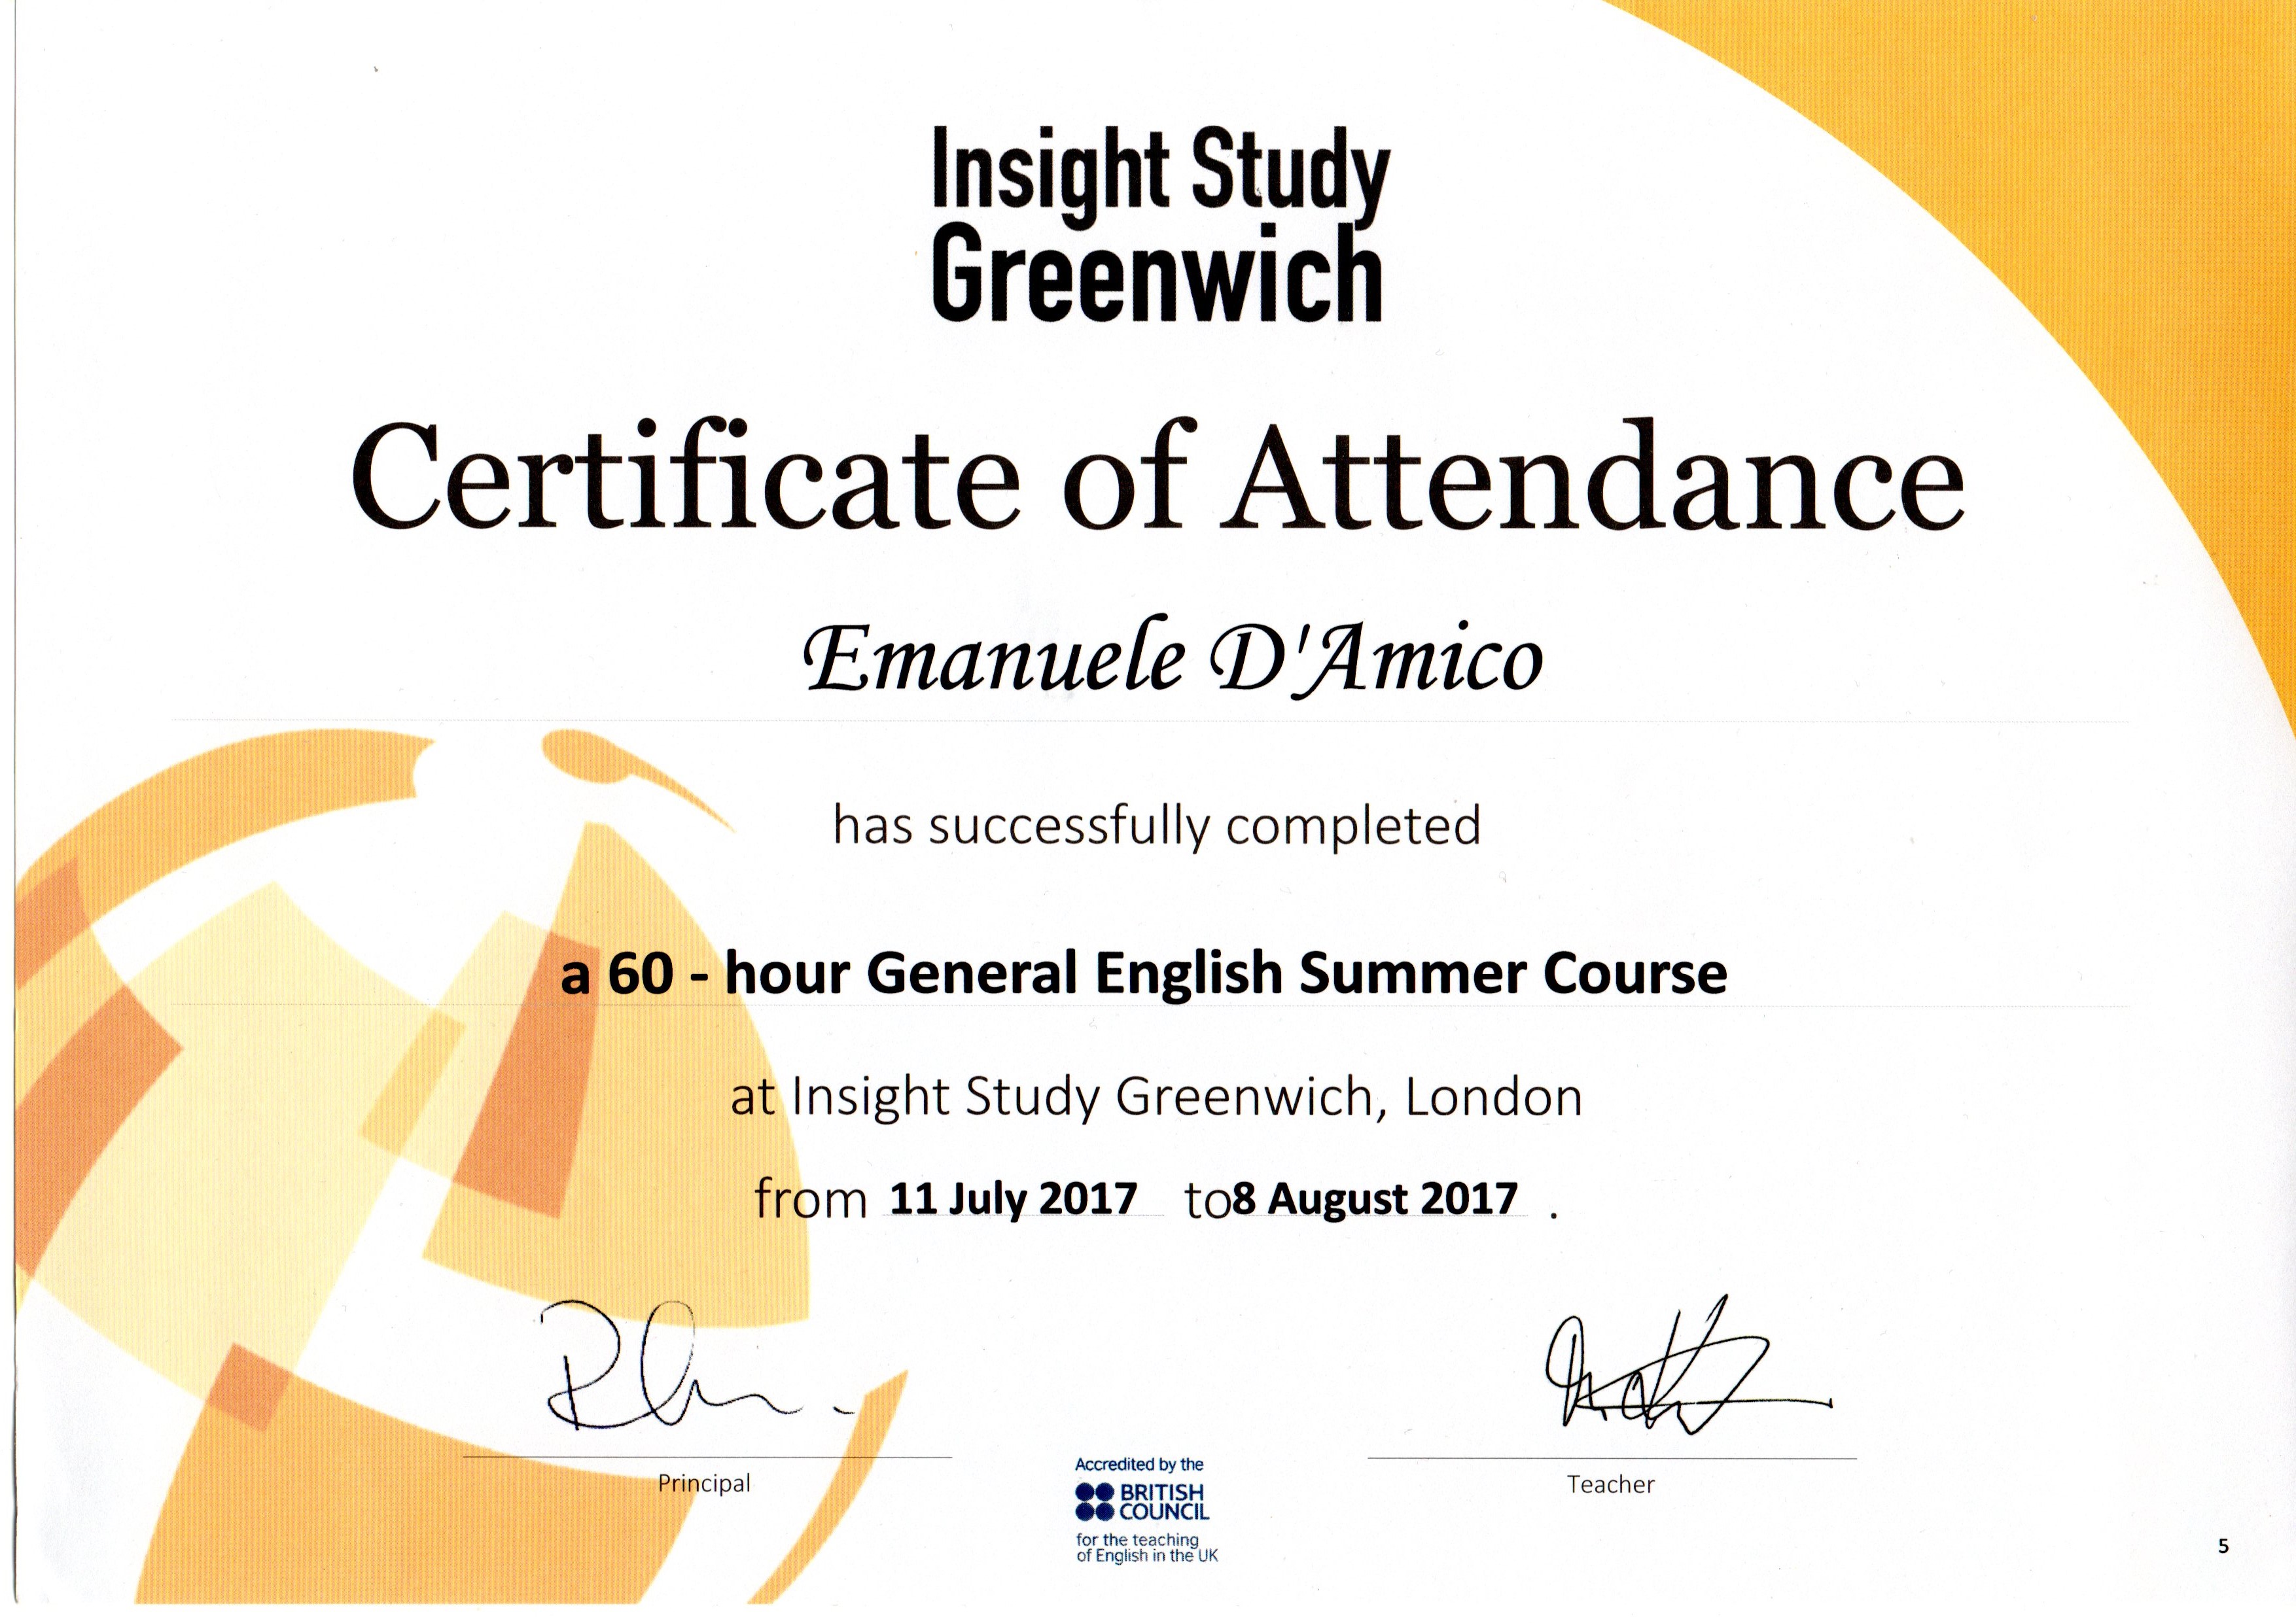 Insight Study
Greenwich
Certificate of Attendance
Emanuele D'Amico
has successfully completed
a 60 - hour General English Summer Course
at Insight Study Greenwich, London
from 11 July 2017 to8 August 2017 .
Principal
Teacher
Accredited by the
BRITISH
COUNCIL
for the teaching
of English in the UK
5